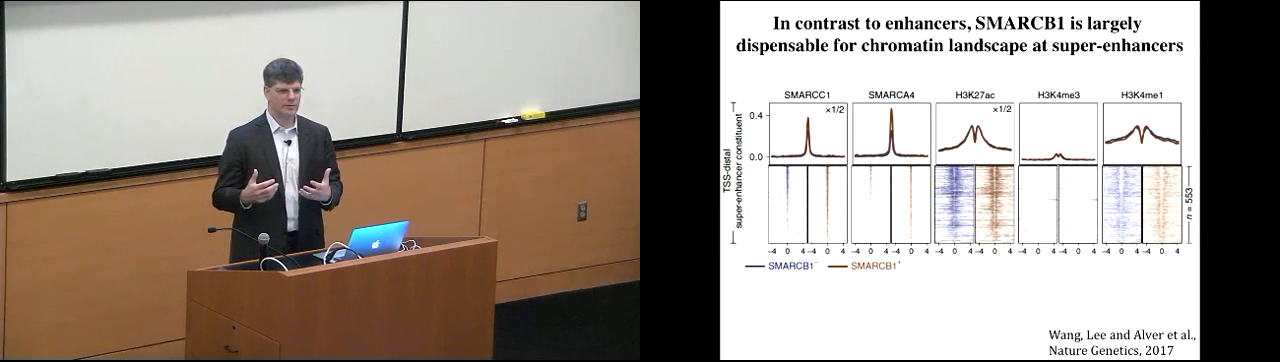 In contrast to enhancers, SMARCB1 is largely
dispensable for chromatin landscape at super-enhancers
SMARCC1 SMARCA4 H3K27ac H3K4me3 H3K4me1
×1/2 ×1/2
0.4
0.0
TSS-distal
super-enhancer constituent
n = 553
−4 0 4 −4 0 4 −4 0 4 −4 0 4 −4 0 4 −4 0 4 −4 0 4 −4 0 4 −4 0 4 −4 0 4
SMARCB1⁻ SMARCB1⁺
Wang, Lee and Alver et al.,
Nature Genetics, 2017